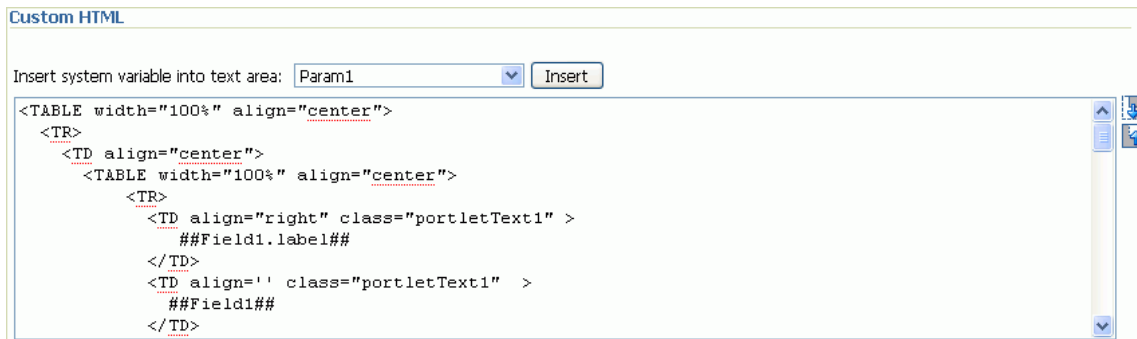 Custom HTML
Insert system variable into text area: Param1 Insert
<TABLE width="100%" align="center">
<TR>
<TD align="center">
<TABLE width="100%" align="center">
<TR>
<TD align="right" class="portletText1" >
##Field1.label##
</TD>
<TD align='' class="portletText1"  >
##Field1##
</TD>